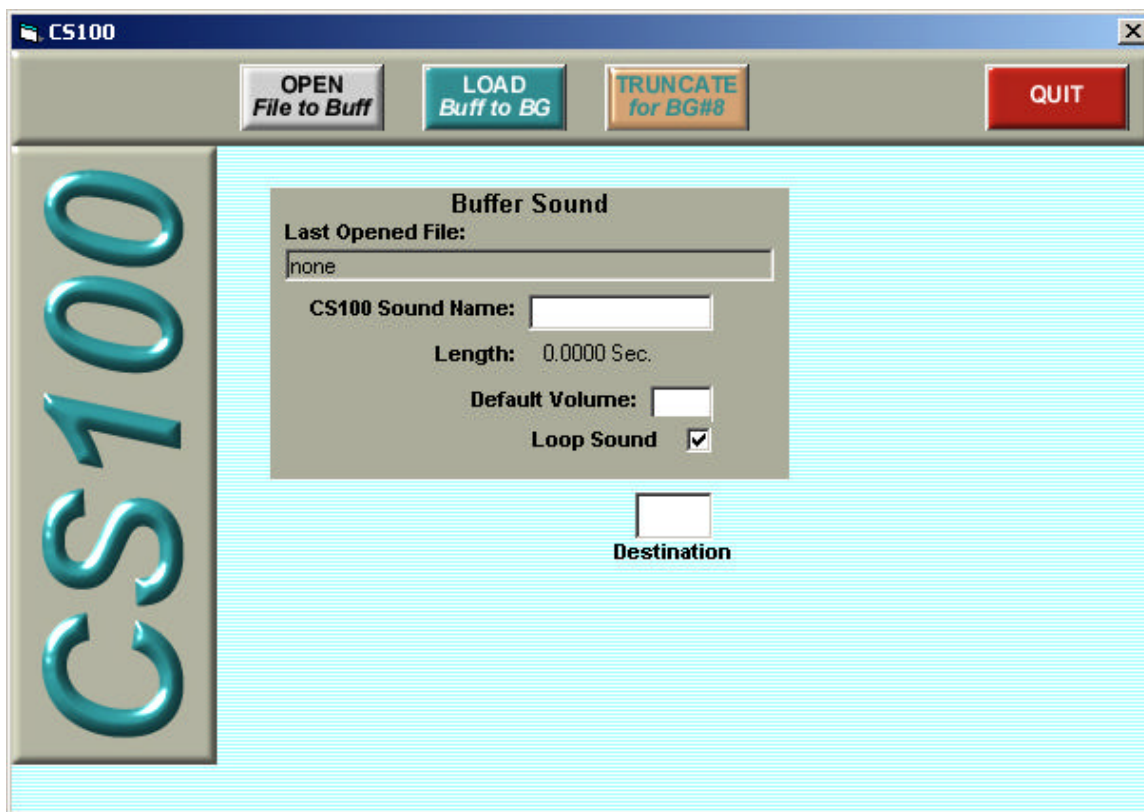 CS100
OPEN
File to Buff
LOAD
Buff to BG
TRUNCATE
for BG#8
QUIT
CS100
Buffer Sound
Last Opened File:
none
CS100 Sound Name:
Length: 0.0000 Sec.
Default Volume:
Loop Sound
Destination